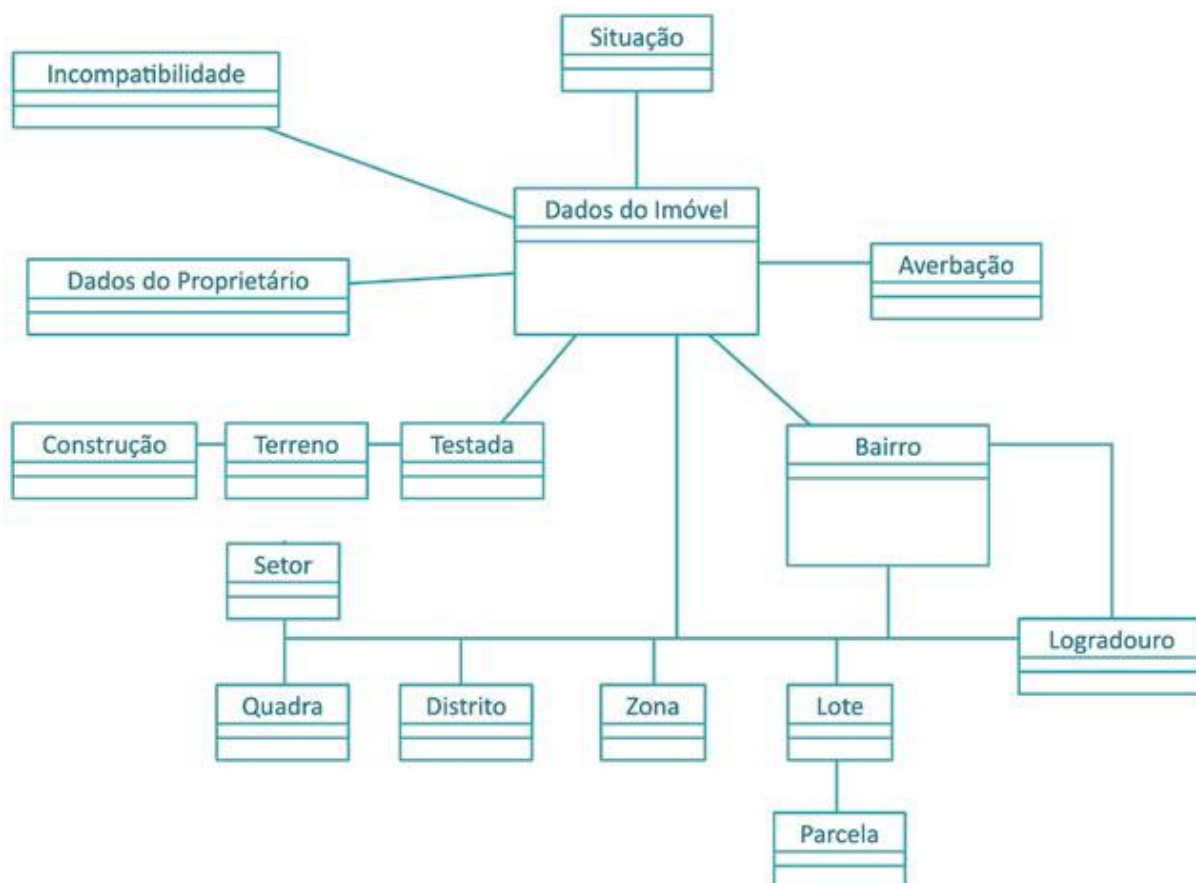 Situação
Incompatibilidade
Dados do Imóvel
Averbação
Dados do Proprietário
Construção
Terreno
Testada
Bairro
Setor
Logradouro
Quadra
Distrito
Zona
Lote
Parcela